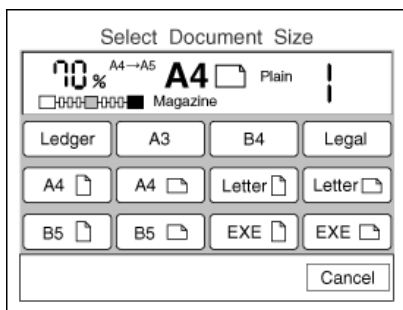 Select Document Size
70 % A4→A5 A4 Plain 1
Magazine
Ledger A3 B4 Legal
A4 A4 Letter Letter
B5 B5 EXE EXE
Cancel